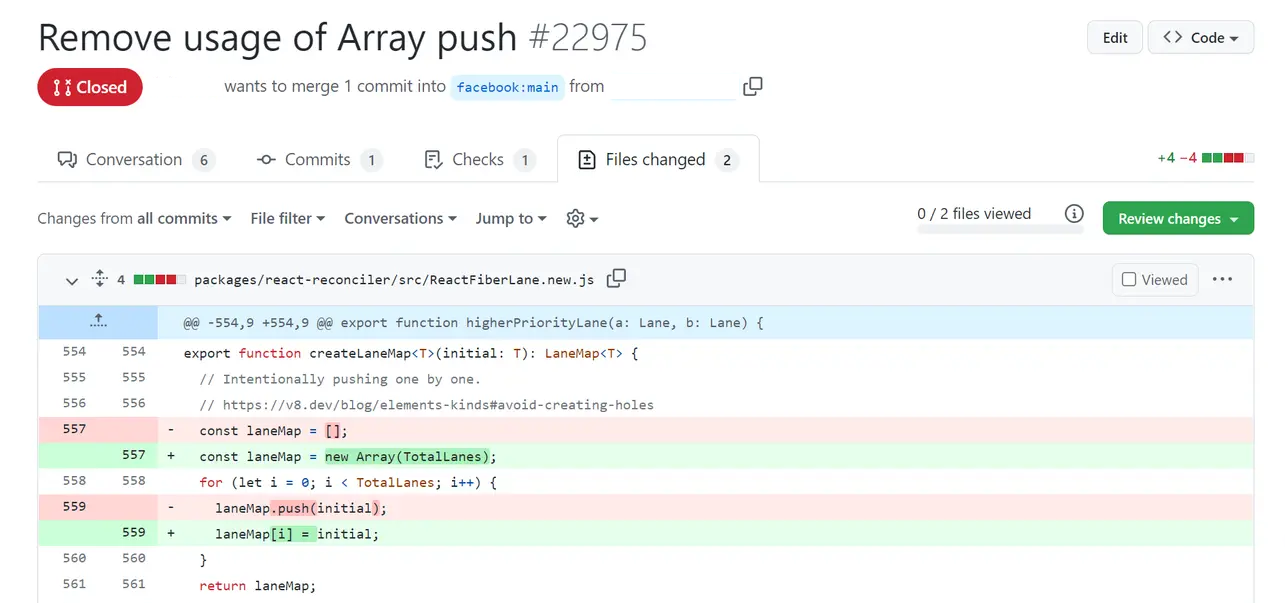 Remove usage of Array push #22975
Edit
Code
Closed
wants to merge 1 commit into facebook:main from
Conversation 6
Commits 1
Checks 1
Files changed 2
+4 −4
Changes from all commits
File filter
Conversations
Jump to
0 / 2 files viewed
Review changes
4 packages/react-reconciler/src/ReactFiberLane.new.js
Viewed
@@ -554,9 +554,9 @@ export function higherPriorityLane(a: Lane, b: Lane) {
554 554 export function createLaneMap<T>(initial: T): LaneMap<T> {
555 555 // Intentionally pushing one by one.
556 556 // https://v8.dev/blog/elements-kinds#avoid-creating-holes
557 - const laneMap = [];
557 + const laneMap = new Array(TotalLanes);
558 558 for (let i = 0; i < TotalLanes; i++) {
559 - laneMap.push(initial);
559 + laneMap[i] = initial;
560 560 }
561 561 return laneMap;